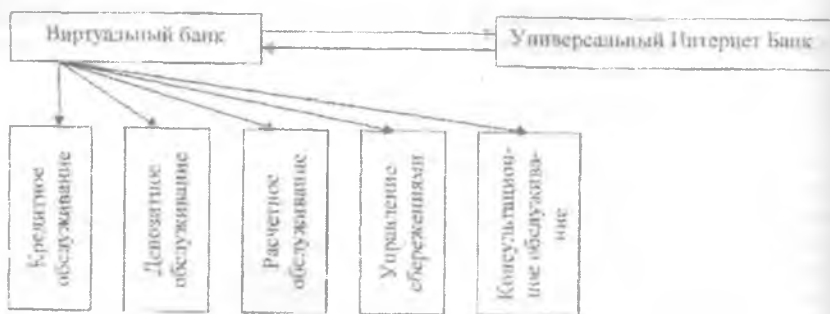 Виртуальный банк
Универсальный Интернет Банк
Кредитное
обслуживание
Депозитное
обслуживание
Расчетное
обслуживание
Управление
сбережениями
Консультацион-
ное обслужива-
ние